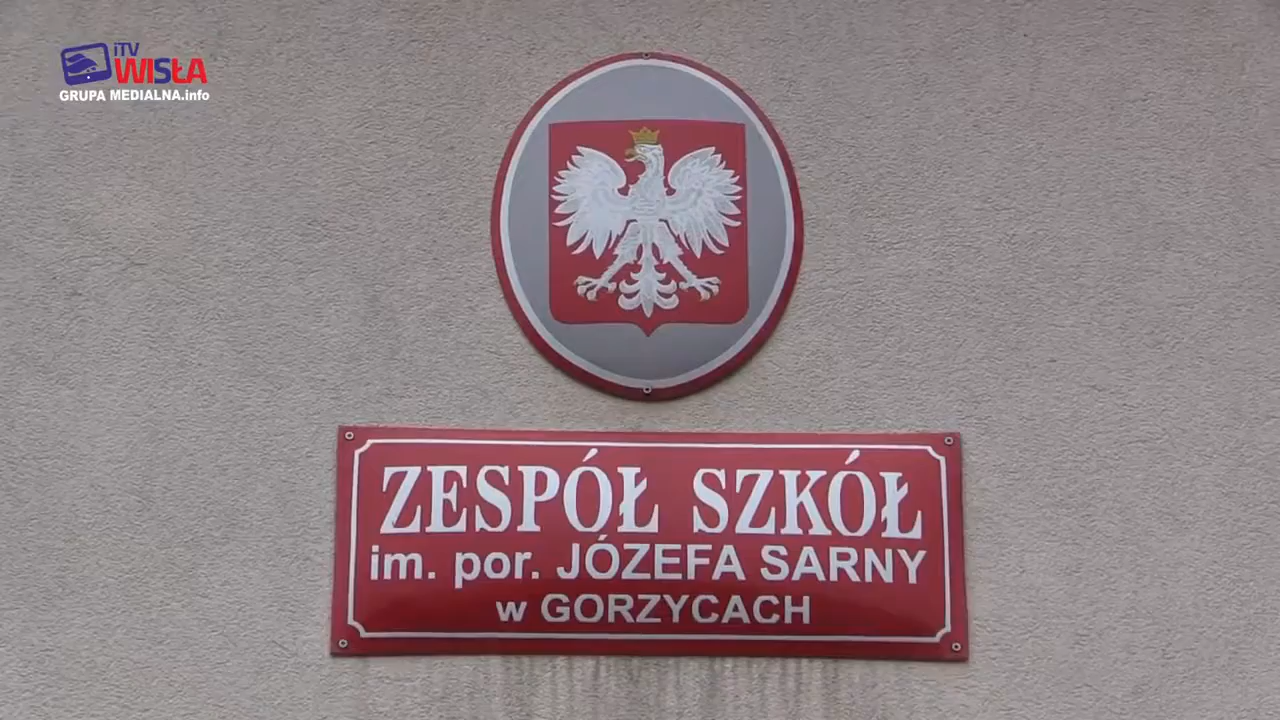 iTV
WISŁA
GRUPA MEDIALNA.info
ZESPÓŁ SZKÓŁ
im. por. JÓZEFA SARNY
w GORZYCACH